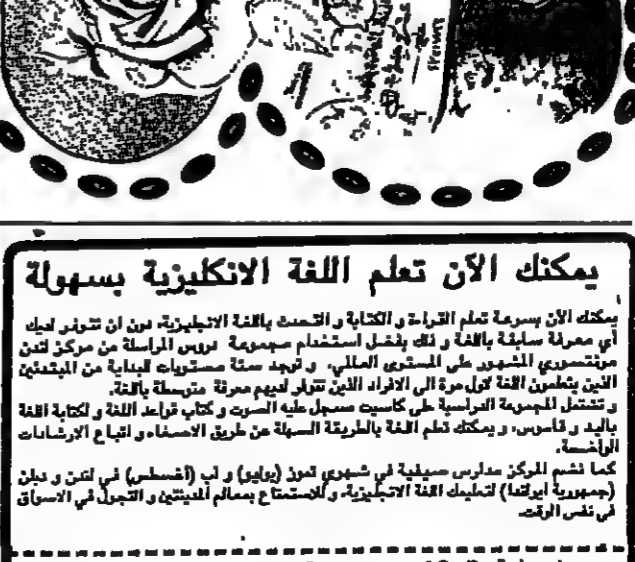 يمكنك الآن تعلم اللغة الانكليزية بسهولة
يمكنك الآن بسرعة تعلم القراءة و الكتابة و التحدث باللغة الانجليزية، دون ان تتوفر لديك
أي معرفة سابقة باللغة و ذلك بفضل استخدام مجموعة دروس المراسلة من مركز لندن
مونتسوري المشهور على المستوى العالمي، و توجد ستة مستويات للبداية من المبتدئين
الذين يتعلمون اللغة لاول مرة الى الافراد الذين تتوفر لديهم معرفة متوسطة باللغة.
و تشتمل المجموعة الدراسية على كاسيت مسجل عليه الصوت و كتاب قواعد اللغة و لكتابة اللغة
باليد و قاموس، و يمكنك تعلم اللغة بالطريقة السهلة عن طريق الاصغاء و اتباع الارشادات
الواضحة.
كما نظم المركز مدارس صيفية في شهري تموز (يوليو) و اب (أغسطس) في لندن و دبلن
(جمهورية ايرلندا) لتعليمك اللغة الانجليزية، و للاستمتاع بمعالم المدينتين و التجول في الاسواق
في نفس الوقت.